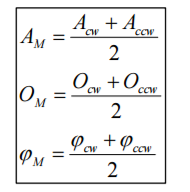 A_M = (A_cw + A_ccw) / 2
O_M = (O_cw + O_ccw) / 2
φ_M = (φ_cw + φ_ccw) / 2